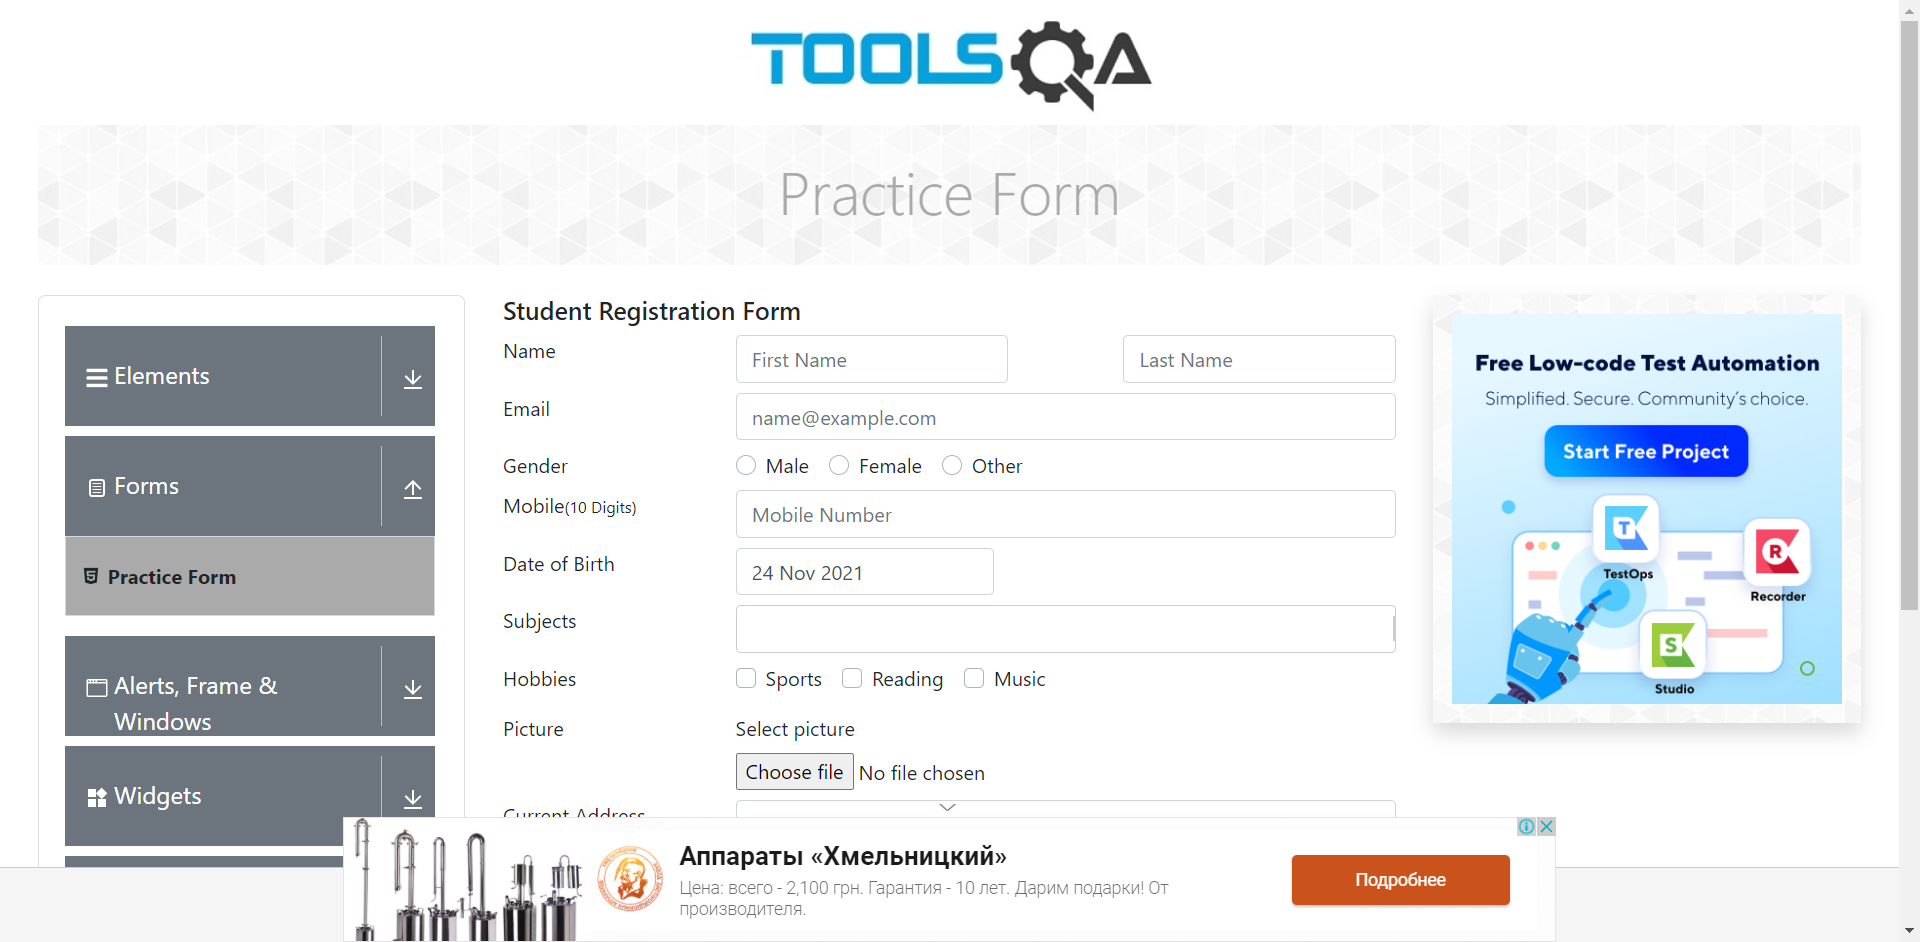 TOOLSQA
Practice Form
Elements
Forms
Practice Form
Alerts, Frame &
Windows
Widgets
Student Registration Form
Name
First Name
Last Name
Email
name@example.com
Gender
Male
Female
Other
Mobile(10 Digits)
Mobile Number
Date of Birth
24 Nov 2021
Subjects
Hobbies
Sports
Reading
Music
Picture
Select picture
Choose file
No file chosen
Current Address
Free Low-code Test Automation
Simplified. Secure. Community's choice.
Start Free Project
T
TestOps
R
Recorder
S
Studio
Аппараты «Хмельницкий»
Цена: всего - 2,100 грн. Гарантия - 10 лет. Дарим подарки! От
производителя.
Подробнее